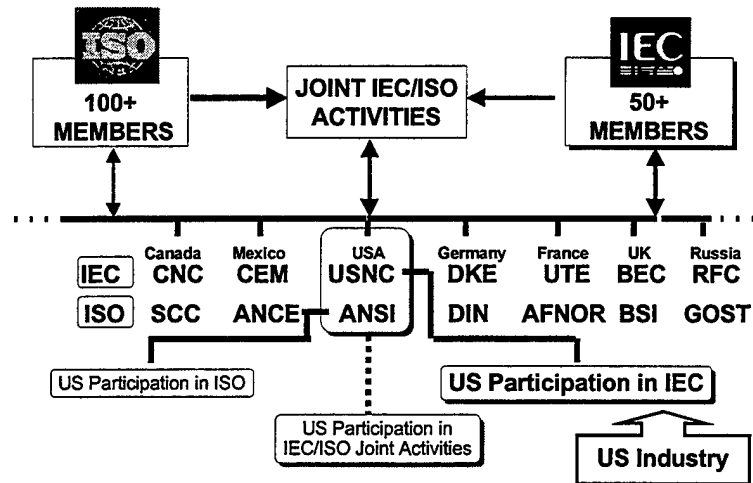 ISO
100+
MEMBERS
JOINT IEC/ISO
ACTIVITIES
IEC
50+
MEMBERS
Canada Mexico USA Germany France UK Russia
IEC CNC CEM USNC DKE UTE BEC RFC
ISO SCC ANCE ANSI DIN AFNOR BSI GOST
US Participation in ISO
US Participation in IEC
US Participation in
IEC/ISO Joint Activities
US Industry